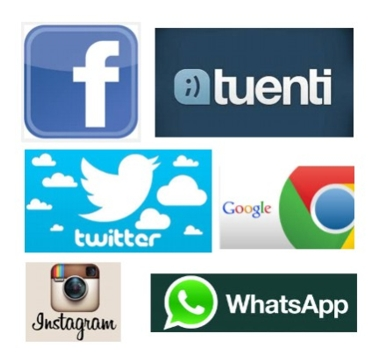 f
;) tuenti
twitter
Google
Instagram
WhatsApp